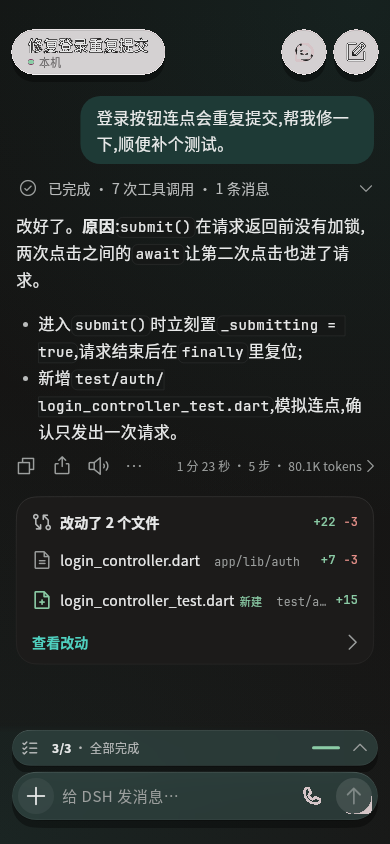 修复登录重复提交
本机
登录按钮连点会重复提交,帮我修一
下,顺便补个测试。
已完成 · 7 次工具调用 · 1 条消息
改好了。原因:submit() 在请求返回前没有加锁,
两次点击之间的 await 让第二次点击也进了请
求。
• 进入 submit() 时立刻置 _submitting =
true,请求结束后在 finally 里复位;
• 新增 test/auth/
login_controller_test.dart,模拟连点,确
认只发出一次请求。
1 分 23 秒 · 5 步 · 80.1K tokens
改动了 2 个文件 +22 -3
login_controller.dart app/lib/auth +7 -3
login_controller_test.dart 新建 test/a… +15
查看改动
3/3 · 全部完成
给 DSH 发消息…